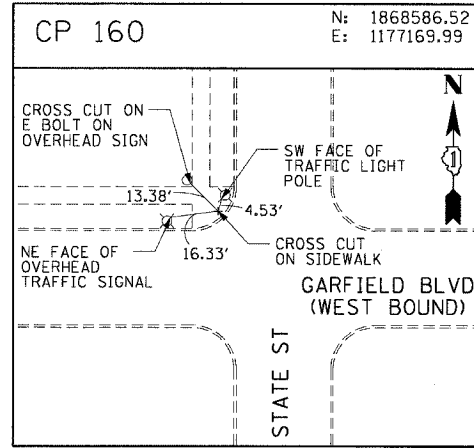 CP 160
N: 1868586.52
E: 1177169.99
N
1
CROSS CUT ON
E BOLT ON
OVERHEAD SIGN
SW FACE OF
TRAFFIC LIGHT
POLE
13.38'
4.53'
16.33'
NE FACE OF
OVERHEAD
TRAFFIC SIGNAL
CROSS CUT
ON SIDEWALK
GARFIELD BLVD
(WEST BOUND)
STATE ST